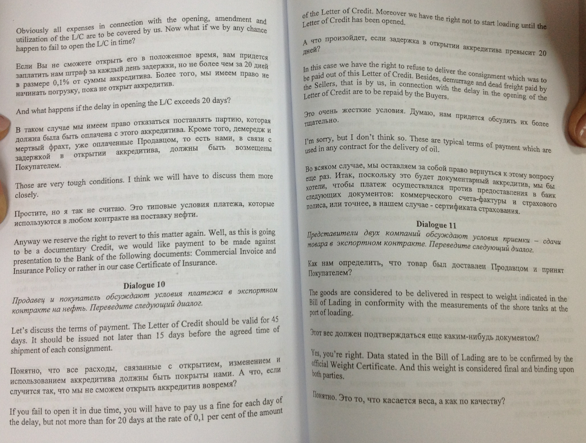 Obviously all expenses in connection with the opening, amendment and
utilization of the L/C are to be covered by us. Now what if we by any chance
happen to fail to open the L/C in time?
Если Вы не сможете открыть его в положенное время, вам придется
заплатить нам штраф за каждый день задержки, но не более чем за 20 дней
в размере 0,1% от суммы аккредитива. Более того, мы имеем право не
начинать погрузку, пока не открыт аккредитив.
And what happens if the delay in opening the L/C exceeds 20 days?
В таком случае мы имеем право отказаться поставлять партию, которая
должна была быть оплачена с этого аккредитива. Кроме того, демередж и
мертвый фрахт, уже оплаченные Продавцом, то есть нами, в связи с
задержкой в открытии аккредитива, должны быть возмещены
Покупателем.
Those are very tough conditions. I think we will have to discuss them more
closely.
Простите, но я так не считаю. Это типовые условия платежа, которые
используются в любом контракте на поставку нефти.
Anyway we reserve the right to revert to this matter again. Well, as this is going
to be a documentary Credit, we would like payment to be made against
presentation to the Bank of the following documents: Commercial Invoice and
Insurance Policy or rather in our case Certificate of Insurance.
Dialogue 10
Продавец и покупатель обсуждают условия платежа в экспортном
контракте на нефть. Переведите следующий диалог.
Let's discuss the terms of payment. The Letter of Credit should be valid for 45
days. It should be issued not later than 15 days before the agreed time of
shipment of each consignment.
Понятно, что все расходы, связанные с открытием, изменением и
использованием аккредитива должны быть покрыты нами. А что, если
случится так, что мы не сможем открыть аккредитив вовремя?
If you fail to open it in due time, you will have to pay us a fine for each day of
the delay, but not more than for 20 days at the rate of 0,1 per cent of the amount
of the Letter of Credit. Moreover we have the right not to start loading until the
Letter of Credit has been opened.
А что произойдет, если задержка в открытии аккредитива превысит 20
дней?
In this case we have the right to refuse to deliver the consignment which was to
be paid out of this Letter of Credit. Besides, demurrage and dead freight paid by
the Sellers, that is by us, in connection with the delay in the opening of the
Letter of Credit are to be repaid by the Buyers.
Это очень жесткие условия. Думаю, нам придется обсудить их более
тщательно.
I'm sorry, but I don't think so. These are typical terms of payment which are
used in any contract for the delivery of oil.
Во всяком случае, мы оставляем за собой право вернуться к этому вопросу
еще раз. Итак, поскольку это будет документарный аккредитив, мы бы
хотели, чтобы платеж осуществлялся против предоставления в банк
следующих документов: коммерческого счета-фактуры и страхового
полиса, или точнее, в нашем случае - сертификата страхования.
Dialogue 11
Представители двух компаний обсуждают условия приемки – сдачи
товара в экспортном контракте. Переведите следующий диалог.
Как нам определить, что товар был доставлен Продавцом и принят
Покупателем?
The goods are considered to be delivered in respect to weight indicated in the
Bill of Lading in conformity with the measurements of the shore tanks at the
port of loading.
Этот вес должен подтверждаться еще каким-нибудь документом?
Yes, you're right. Data stated in the Bill of Lading are to be confirmed by the
official Weight Certificate. And this weight is considered final and binding upon
both parties.
Понятно. Это то, что касается веса, а как по качеству?